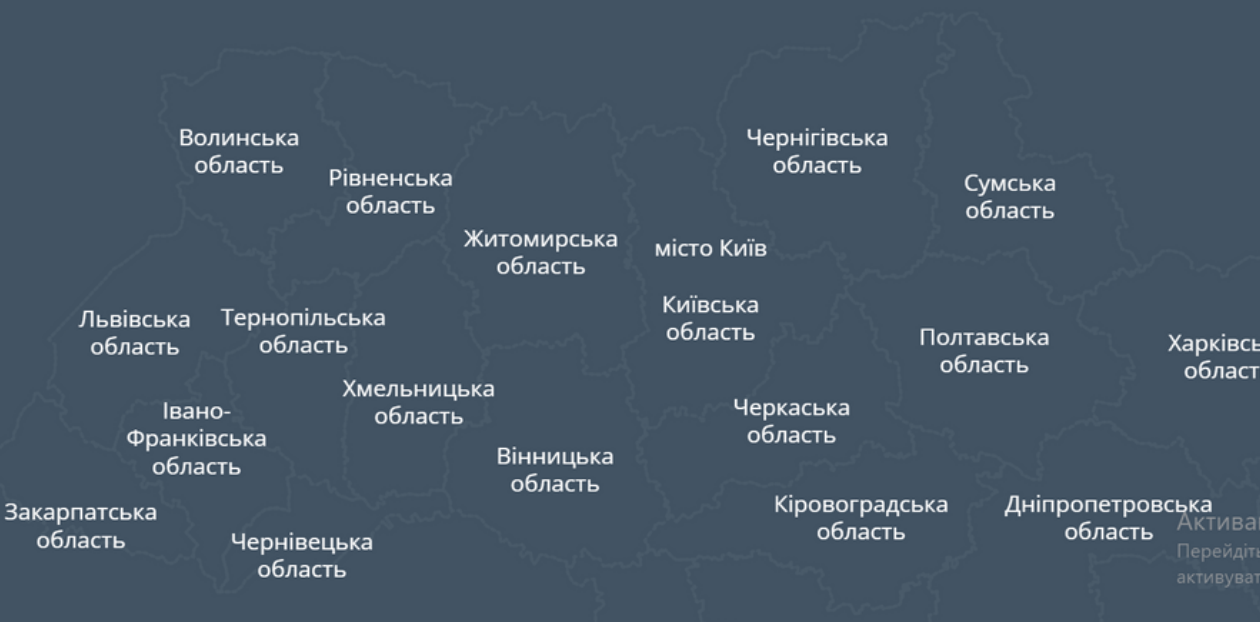 Волинська
область
Рівненська
область
Чернігівська
область
Сумська
область
Житомирська
область
місто Київ
Київська
область
Львівська
область
Тернопільська
область
Полтавська
область
Хмельницька
область
Івано-
Франківська
область
Черкаська
область
Вінницька
область
Кіровоградська
область
Дніпропетровська
область
Закарпатська
область
Чернівецька
область